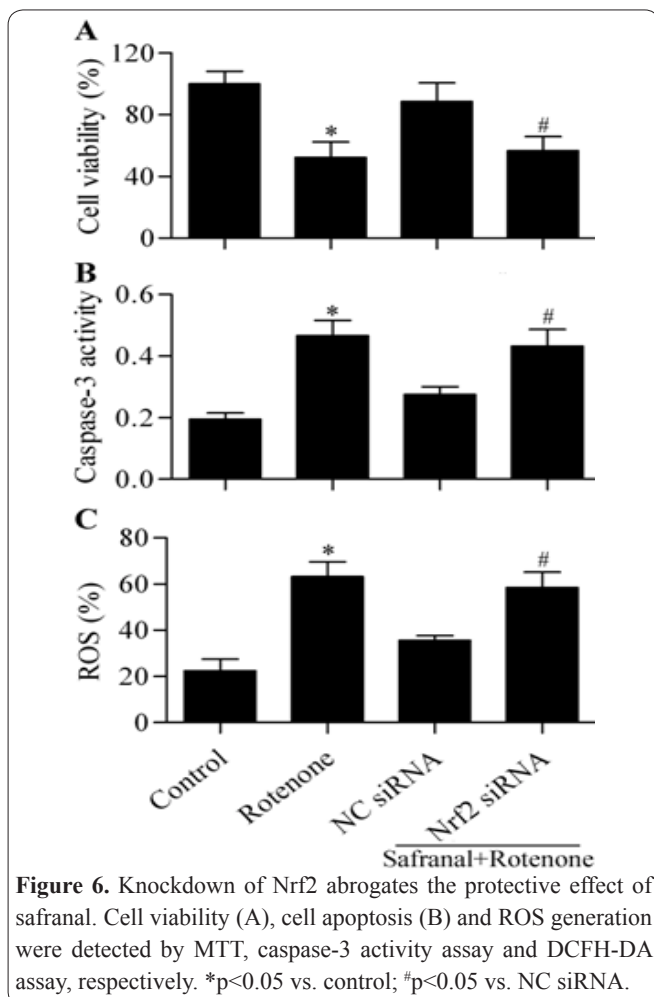 A
Cell viability (%)
120
80
40
0
*
#
B
Caspase-3 activity
0.6
0.4
0.2
0.0
*
#
C
ROS (%)
80
60
40
20
0
*
#
Control
Rotenone
NC siRNA
Nrf2 siRNA
Safranal+Rotenone
Figure 6. Knockdown of Nrf2 abrogates the protective effect of
safranal. Cell viability (A), cell apoptosis (B) and ROS generation
were detected by MTT, caspase-3 activity assay and DCFH-DA
assay, respectively. *p<0.05 vs. control; #p<0.05 vs. NC siRNA.